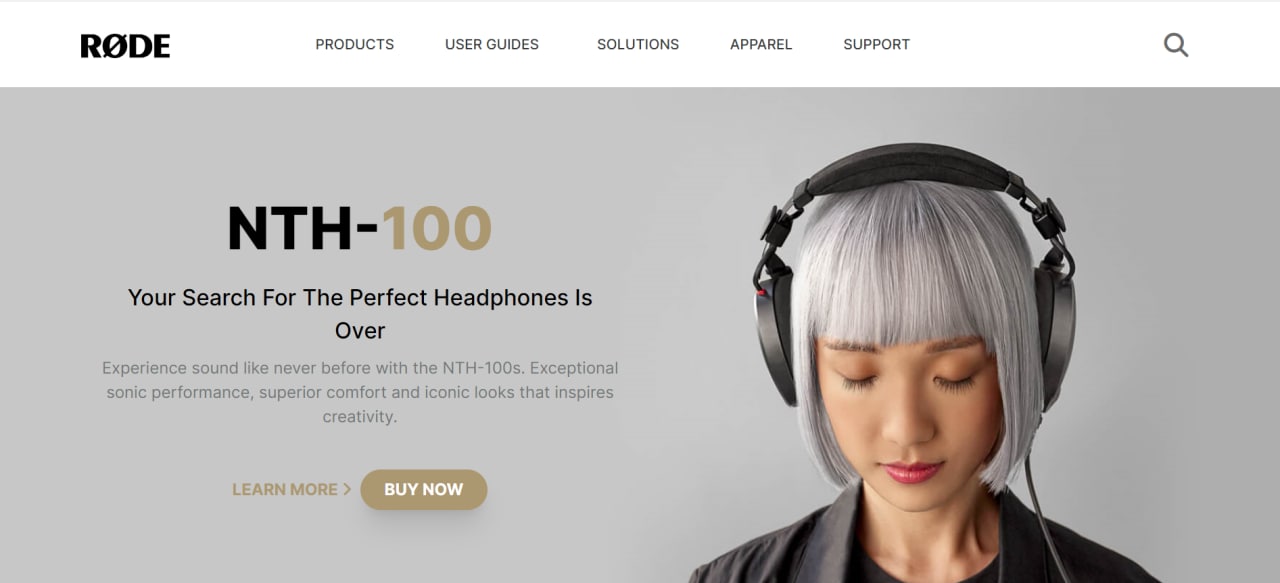 RØDE
PRODUCTS
USER GUIDES
SOLUTIONS
APPAREL
SUPPORT
NTH-100
Your Search For The Perfect Headphones Is
Over
Experience sound like never before with the NTH-100s. Exceptional
sonic performance, superior comfort and iconic looks that inspires
creativity.
LEARN MORE
BUY NOW